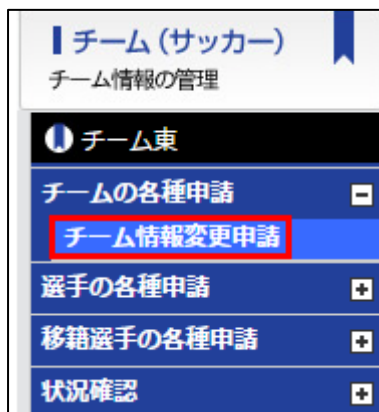 チーム（サッカー）
チーム情報の管理
チーム東
チームの各種申請
チーム情報変更申請
選手の各種申請
移籍選手の各種申請
状況確認